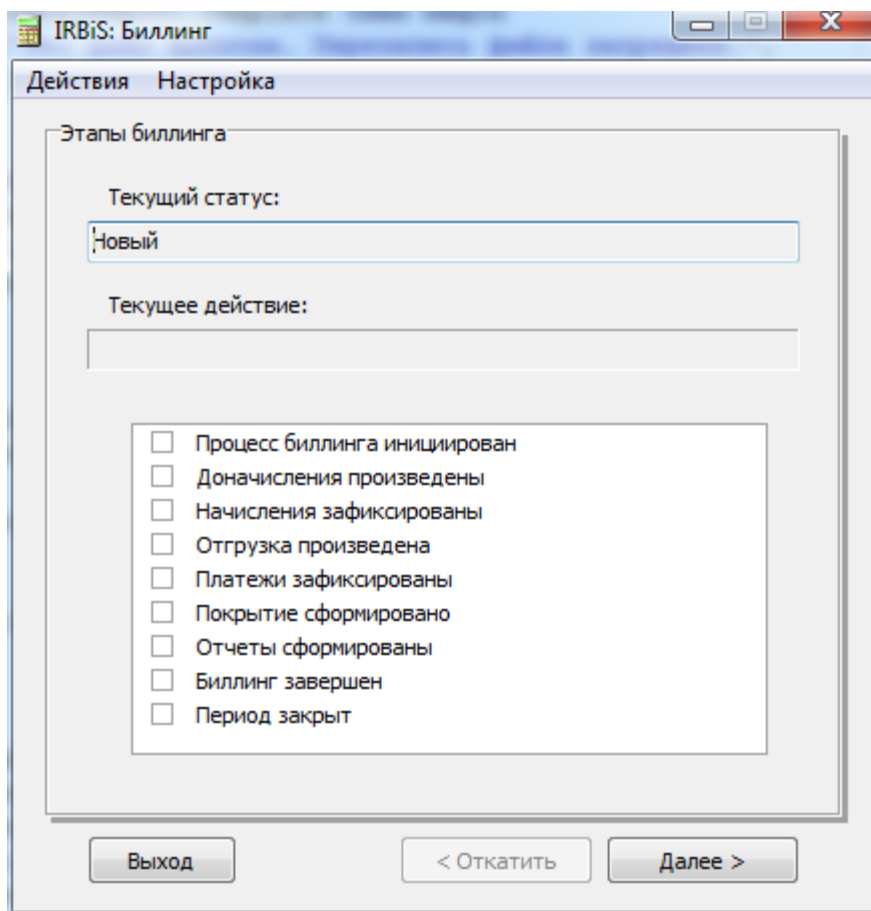 IRBiS: Биллинг
Действия Настройка
Этапы биллинга
Текущий статус:
Новый
Текущее действие:
Процесс биллинга инициирован
Доначисления произведены
Начисления зафиксированы
Отгрузка произведена
Платежи зафиксированы
Покрытие сформировано
Отчеты сформированы
Биллинг завершен
Период закрыт
Выход < Откатить Далее >